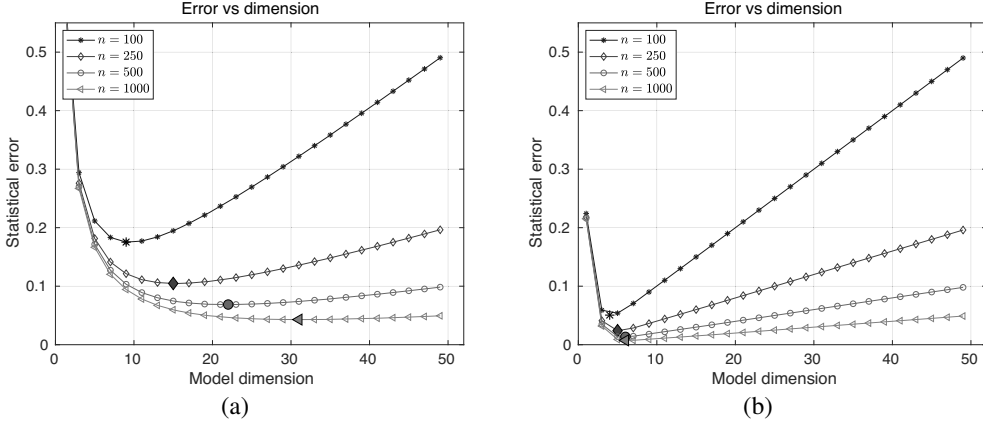 Error vs dimension
n = 100
n = 250
n = 500
n = 1000
0.5
0.4
0.3
0.2
0.1
0
Statistical error
0 10 20 30 40 50
Model dimension
(a)
Error vs dimension
n = 100
n = 250
n = 500
n = 1000
0.5
0.4
0.3
0.2
0.1
0
Statistical error
0 10 20 30 40 50
Model dimension
(b)